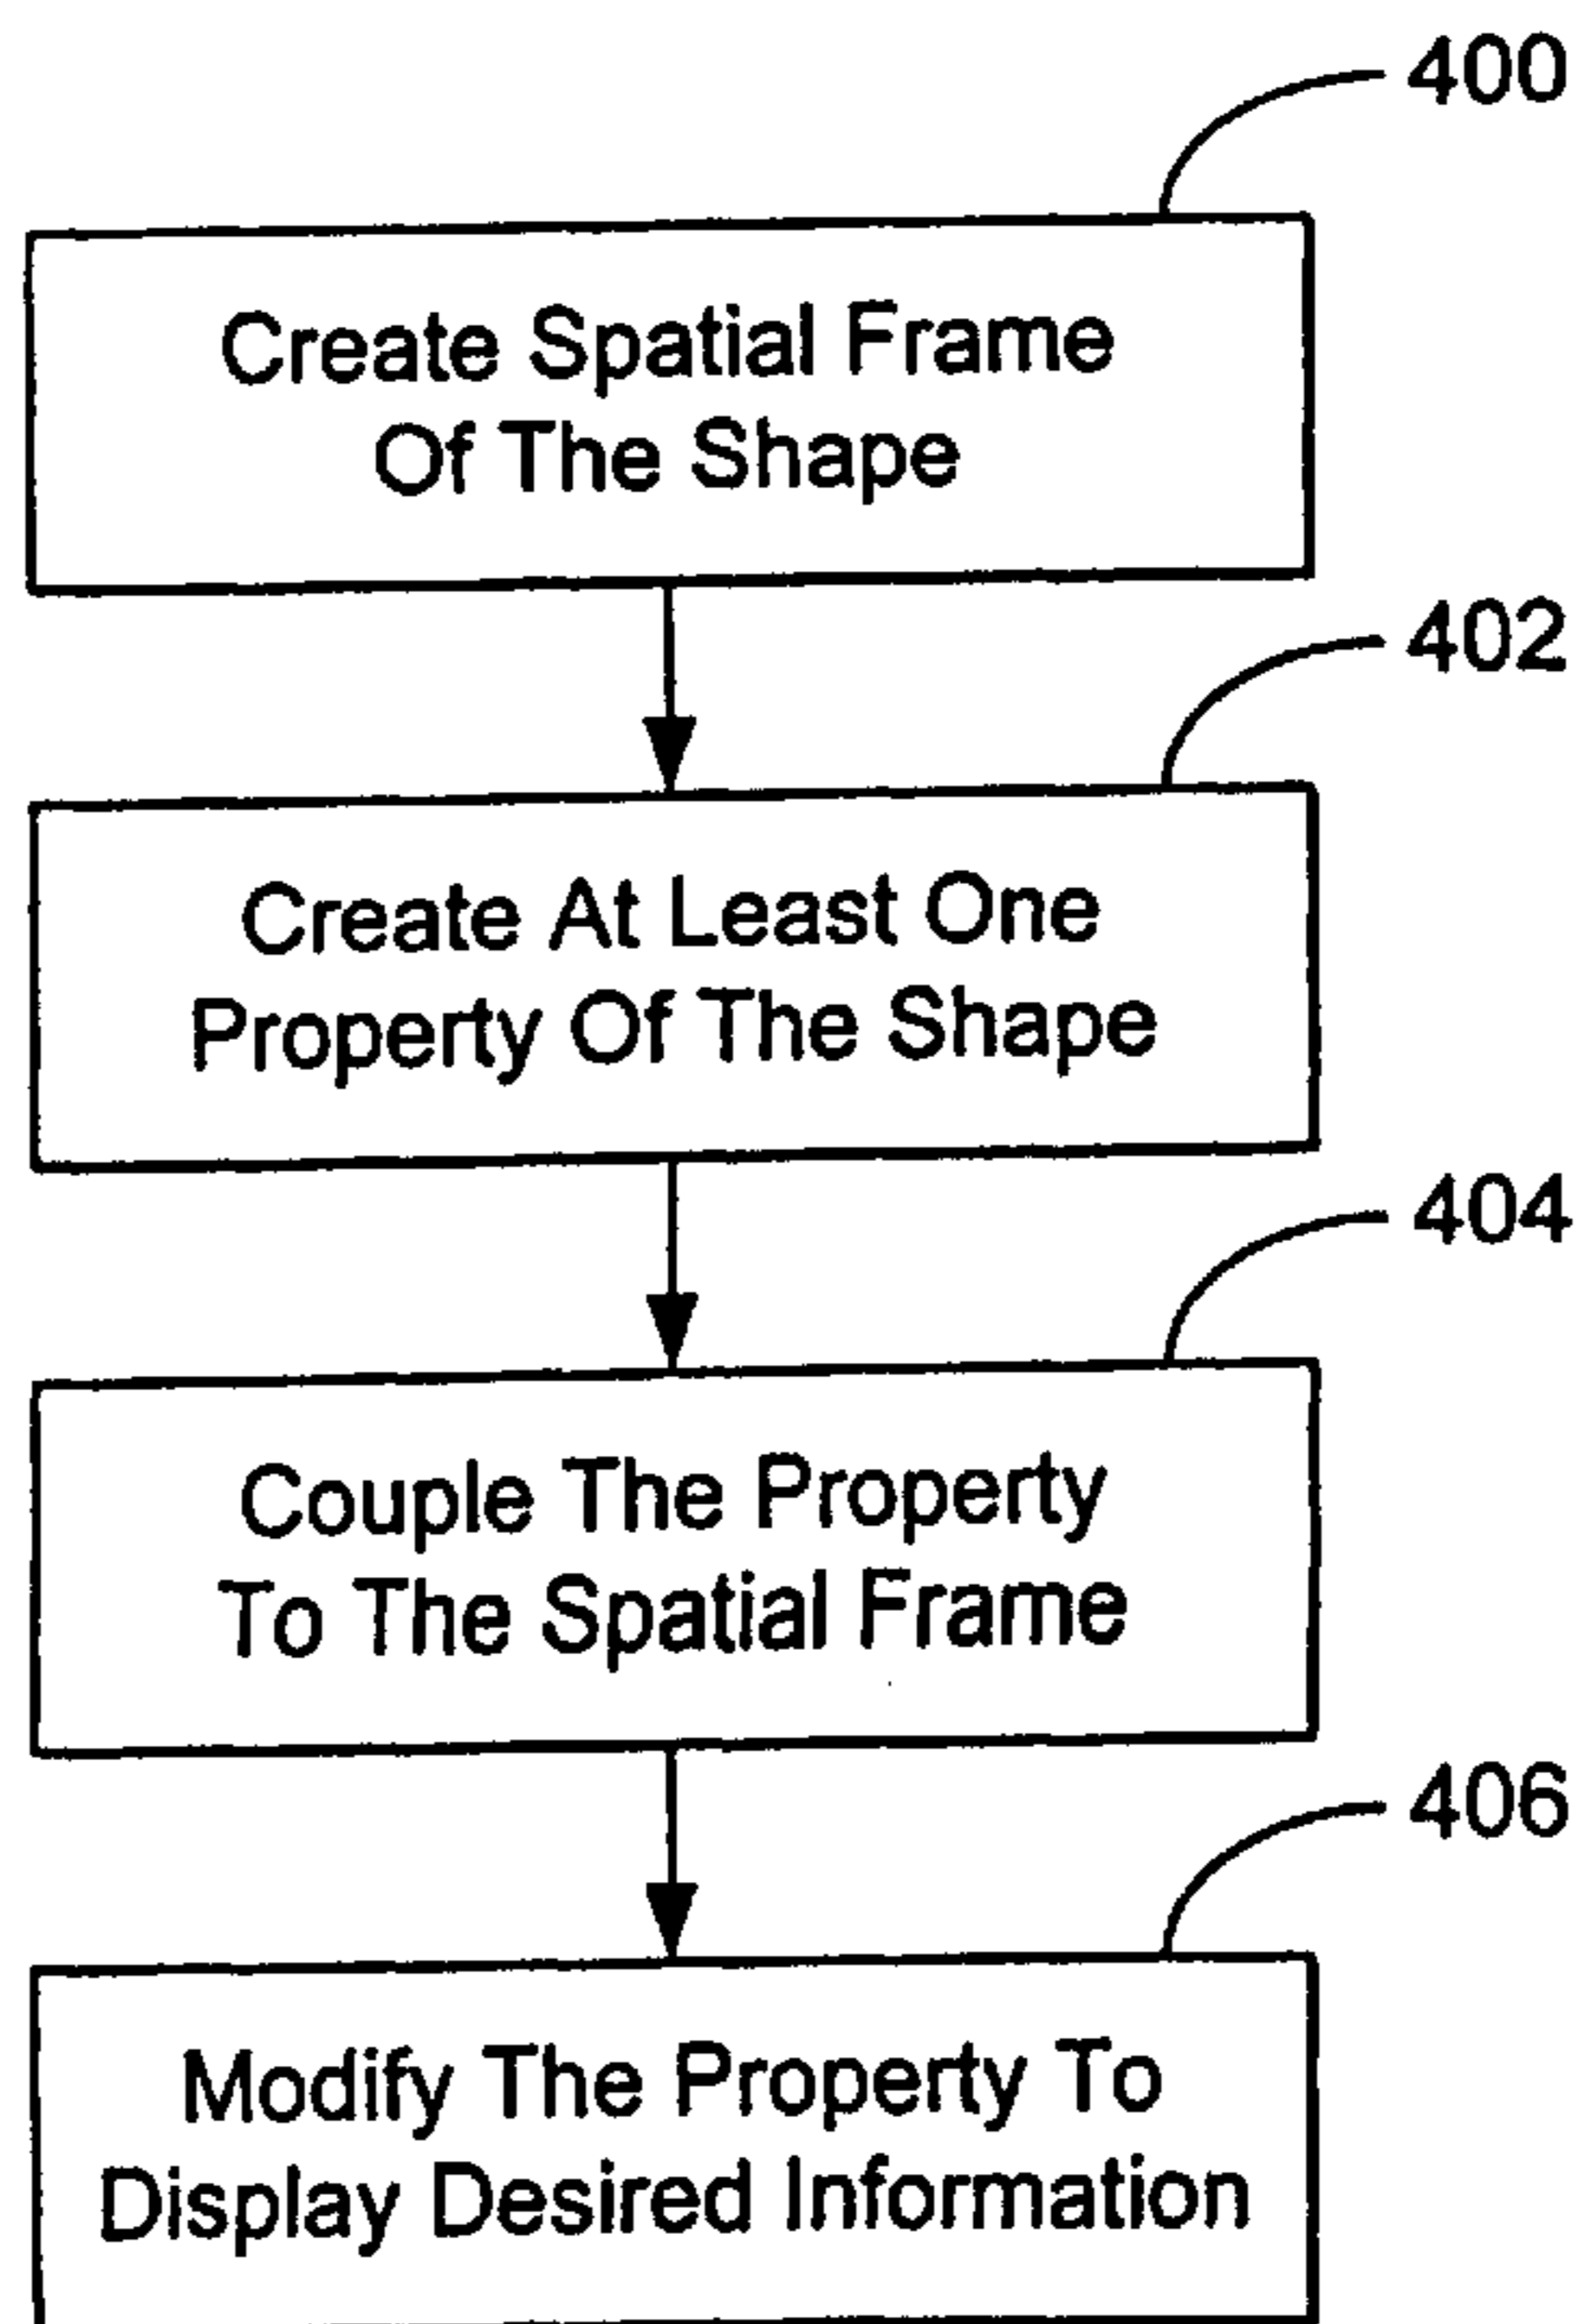 400
Create Spatial Frame
Of The Shape
402
Create At Least One
Property Of The Shape
404
Couple The Property
To The Spatial Frame
406
Modify The Property To
Display Desired Information